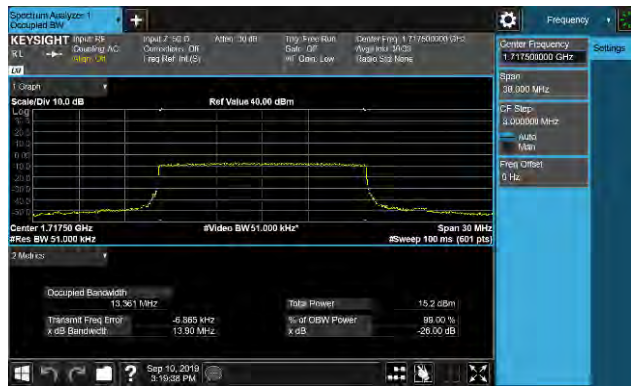 Spectrum Analyzer 1
Occupied BW
Frequency
KEYSIGHT Input: RF
Coupling: AC
Align: Off
Input Z: 50 Ω
Corrections: Off
Freq Ref: Int (S)
Atten: 30 dB
Trig: Free Run
Gate: Off
#IF Gain: Low
Center Freq: 1.717500000 GHz
Radio Std: None
Center Frequency
1.717500000 GHz
Settings
Span
30.000 MHz
CF Step
3.000000 MHz
Auto
Man
Freq Offset
0 Hz
1 Graph
Scale/Div 10.0 dB
Ref Value 40.00 dBm
Log
Center 1.71750 GHz
#Video BW 51.000 kHz*
Span 30 MHz
#Res BW 51.000 kHz
#Sweep 100 ms (601 pts)
2 Metrics
Occupied Bandwidth
13.361 MHz
Total Power
15.2 dBm
Transmit Freq Error
-6.865 kHz
% of OBW Power
99.00 %
x dB Bandwidth
13.90 MHz
x dB
-26.00 dB
Sep 10, 2019
3:19:38 PM